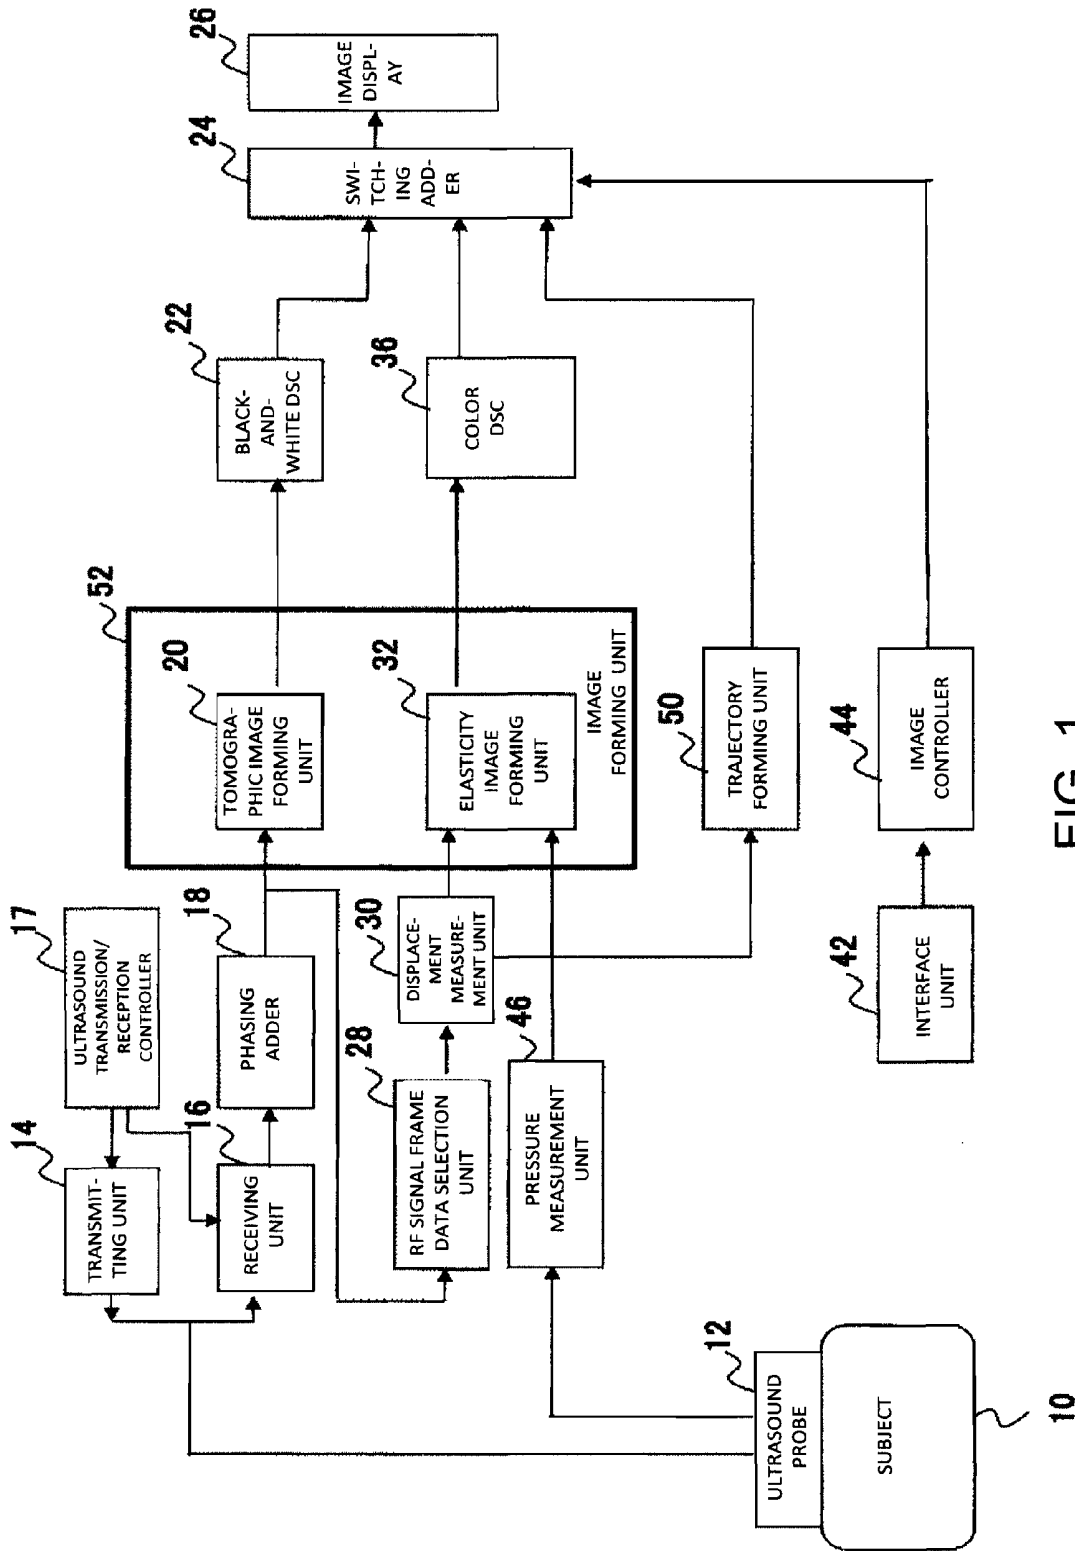 10
SUBJECT
ULTRASOUND
PROBE
12
14
TRANSMIT-
TING UNIT
17
ULTRASOUND
TRANSMISSION/
RECEPTION
CONTROLLER
16
RECEIVING
UNIT
18
PHASING
ADDER
28
RF SIGNAL FRAME
DATA SELECTION
UNIT
30
DISPLACE-
MENT
MEASURE-
MENT UNIT
46
PRESSURE
MEASUREMENT
UNIT
52
20
TOMOGRA-
PHIC IMAGE
FORMING
UNIT
32
ELASTICITY
IMAGE
FORMING
UNIT
IMAGE
FORMING UNIT
22
BLACK-
AND-
WHITE DSC
36
COLOR
DSC
50
TRAJECTORY
FORMING UNIT
42
INTERFACE
UNIT
44
IMAGE
CONTROLLER
24
SWI-
TCH-
ING
ADD-
ER
26
IMAGE
DISPL-
AY
FIG. 1